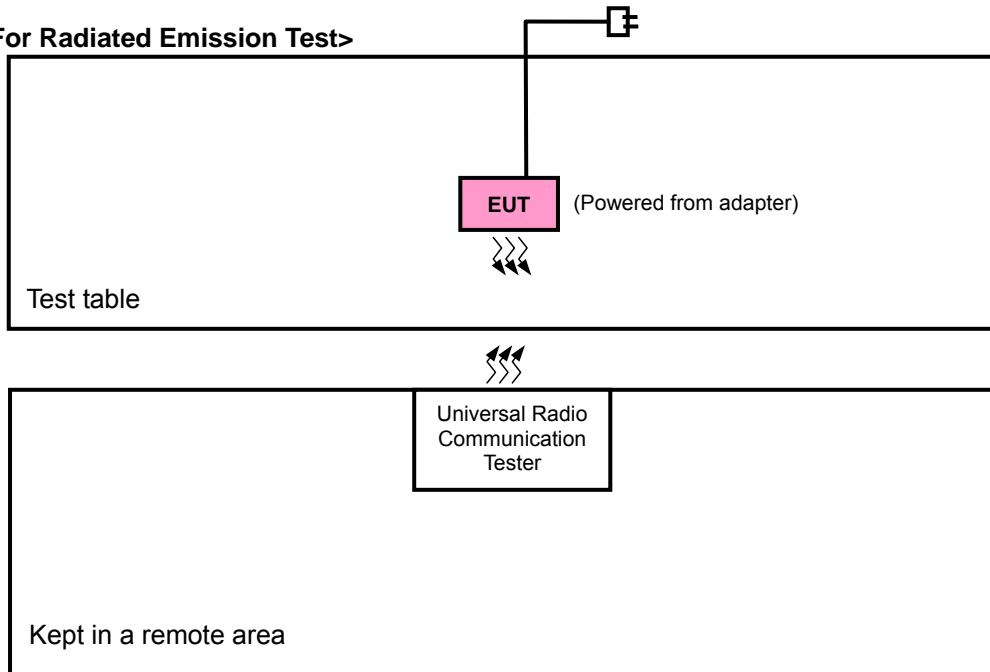 For Radiated Emission Test>
EUT
(Powered from adapter)
Test table
Universal Radio
Communication
Tester
Kept in a remote area